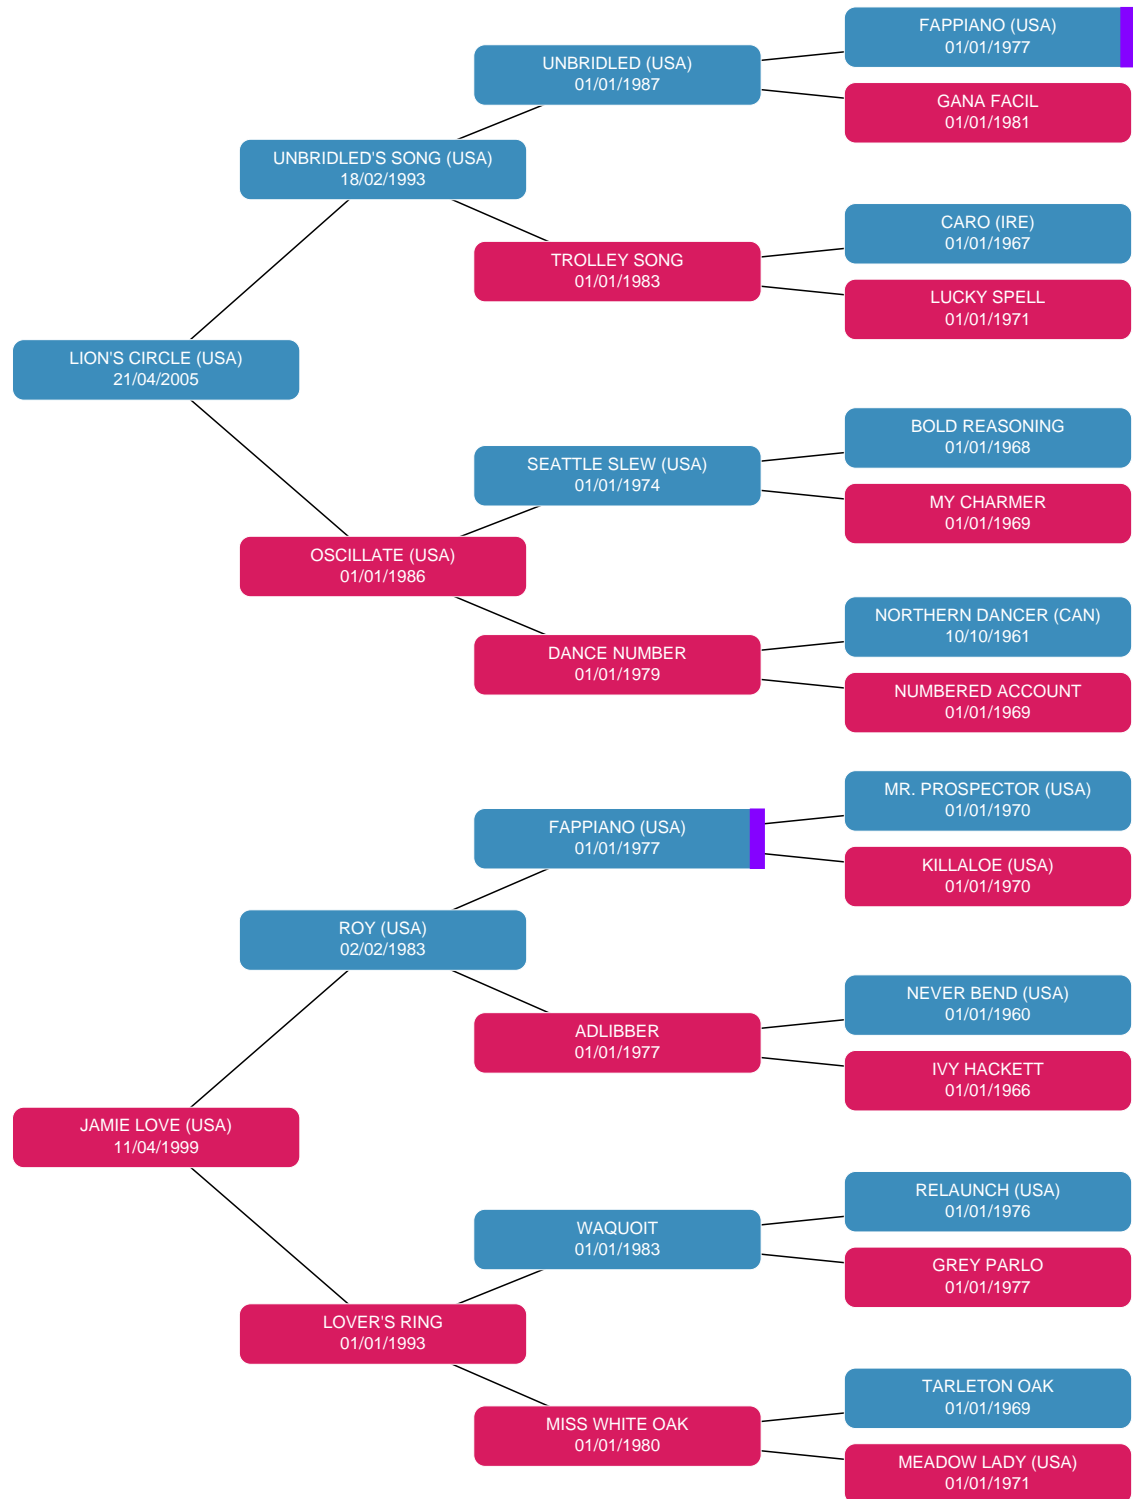 FAPPIANO (USA)
01/01/1977
UNBRIDLED (USA)
01/01/1987
GANA FACIL
01/01/1981
UNBRIDLED'S SONG (USA)
18/02/1993
CARO (IRE)
01/01/1967
TROLLEY SONG
01/01/1983
LUCKY SPELL
01/01/1971
LION'S CIRCLE (USA)
21/04/2005
BOLD REASONING
01/01/1968
SEATTLE SLEW (USA)
01/01/1974
MY CHARMER
01/01/1969
OSCILLATE (USA)
01/01/1986
NORTHERN DANCER (CAN)
10/10/1961
DANCE NUMBER
01/01/1979
NUMBERED ACCOUNT
01/01/1969
MR. PROSPECTOR (USA)
01/01/1970
FAPPIANO (USA)
01/01/1977
KILLALOE (USA)
01/01/1970
ROY (USA)
02/02/1983
NEVER BEND (USA)
01/01/1960
ADLIBBER
01/01/1977
IVY HACKETT
01/01/1966
JAMIE LOVE (USA)
11/04/1999
RELAUNCH (USA)
01/01/1976
WAQUOIT
01/01/1983
GREY PARLO
01/01/1977
LOVER'S RING
01/01/1993
TARLETON OAK
01/01/1969
MISS WHITE OAK
01/01/1980
MEADOW LADY (USA)
01/01/1971